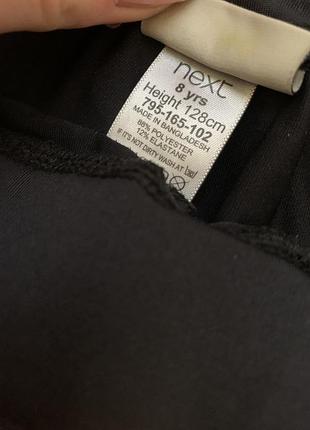 next
8 yrs
Height 128cm
795-165-102
MADE IN BANGLADESH
88% POLYESTER
12% ELASTANE
IF IT'S NOT DIRTY WASH AT